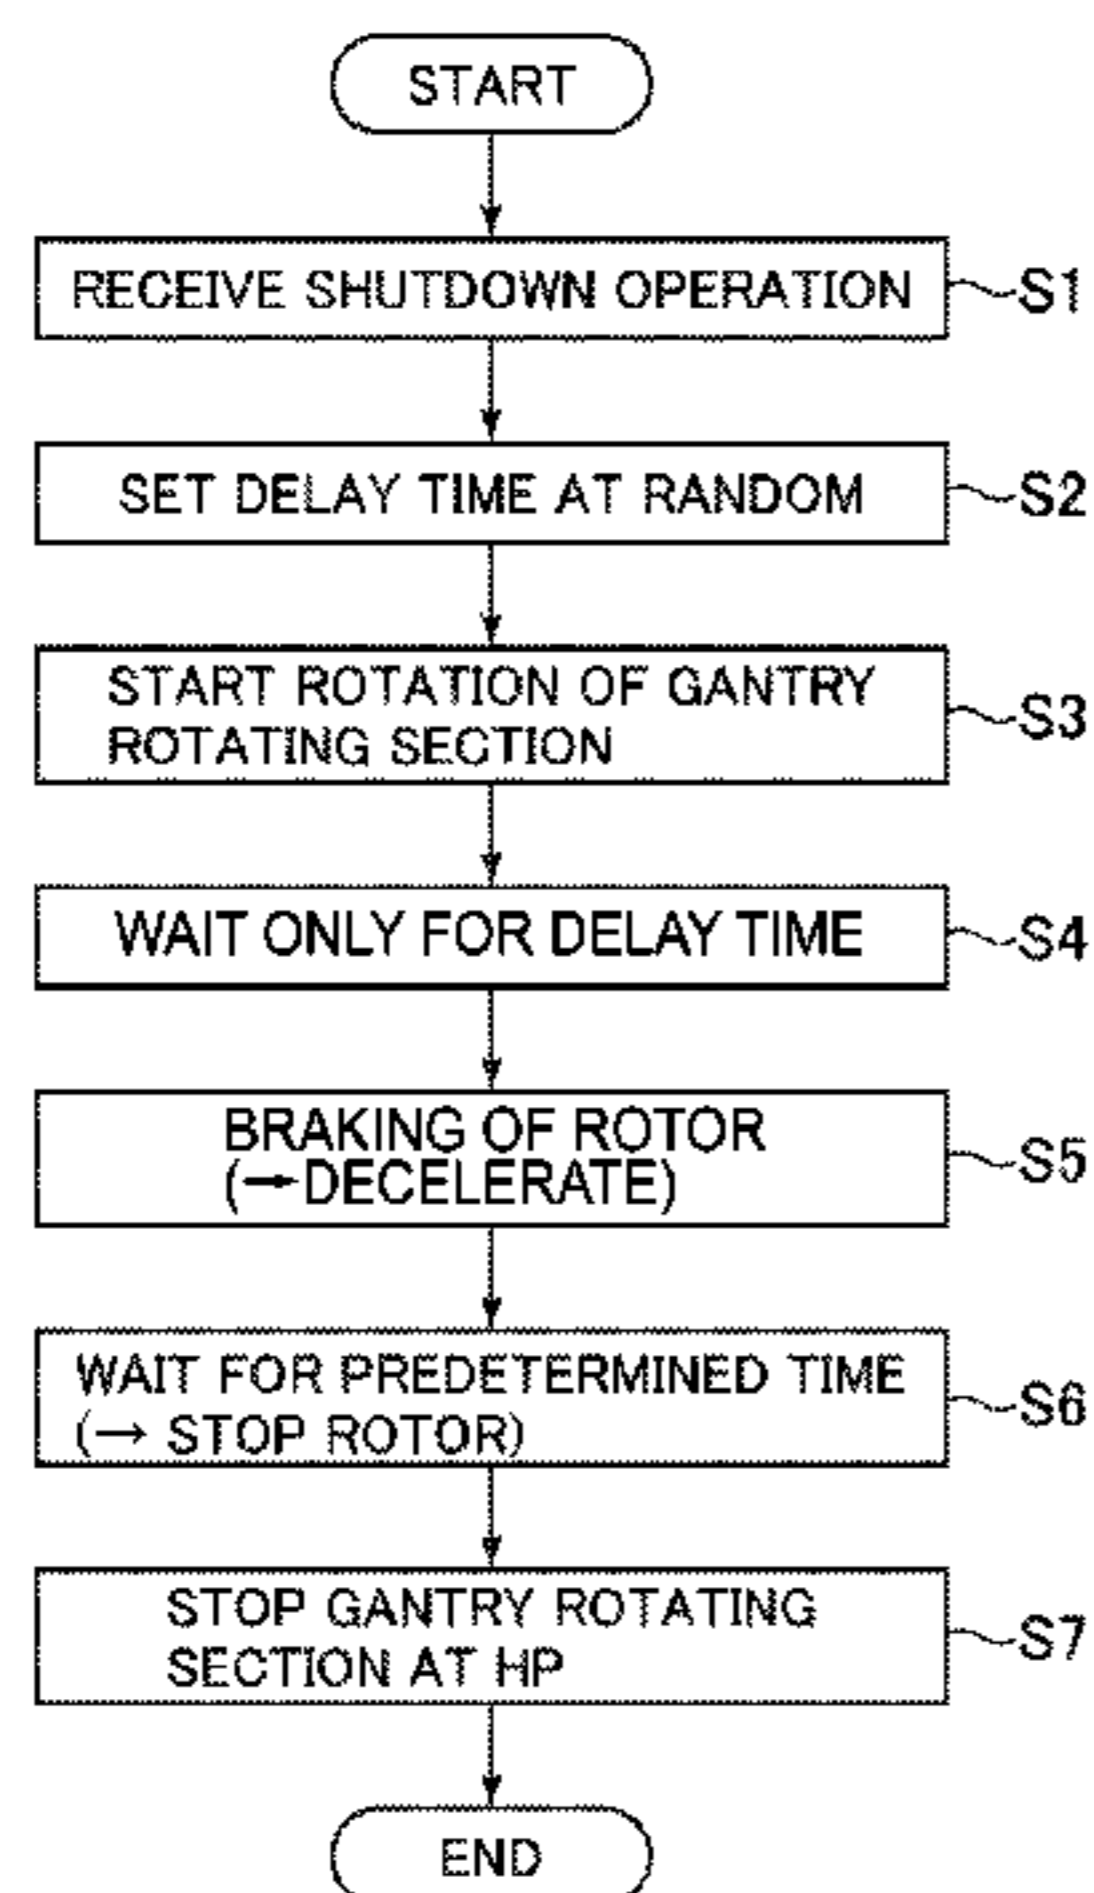 START
RECEIVE SHUTDOWN OPERATION
S1
SET DELAY TIME AT RANDOM
S2
START ROTATION OF GANTRY
ROTATING SECTION
S3
WAIT ONLY FOR DELAY TIME
S4
BRAKING OF ROTOR
(→DECELERATE)
S5
WAIT FOR PREDETERMINED TIME
(→ STOP ROTOR)
S6
STOP GANTRY ROTATING
SECTION AT HP
S7
END